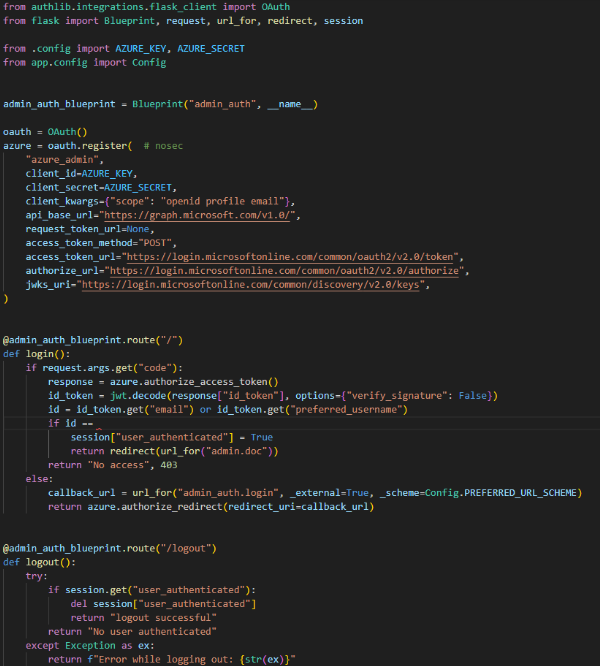 from authlib.integrations.flask_client import OAuth
from flask import Blueprint, request, url_for, redirect, session
from .config import AZURE_KEY, AZURE_SECRET
from app.config import Config
admin_auth_blueprint = Blueprint("admin_auth", __name__)
oauth = OAuth()
azure = oauth.register(  # nosec
    "azure_admin",
    client_id=AZURE_KEY,
    client_secret=AZURE_SECRET,
    client_kwargs={"scope": "openid profile email"},
    api_base_url="https://graph.microsoft.com/v1.0/",
    request_token_url=None,
    access_token_method="POST",
    access_token_url="https://login.microsoftonline.com/common/oauth2/v2.0/token",
    authorize_url="https://login.microsoftonline.com/common/oauth2/v2.0/authorize",
    jwks_uri="https://login.microsoftonline.com/common/discovery/v2.0/keys",
)
@admin_auth_blueprint.route("/")
def login():
    if request.args.get("code"):
        response = azure.authorize_access_token()
        id_token = jwt.decode(response["id_token"], options={"verify_signature": False})
        id = id_token.get("email") or id_token.get("preferred_username")
        if id ==
            session["user_authenticated"] = True
            return redirect(url_for("admin.doc"))
        return "No access", 403
    else:
        callback_url = url_for("admin_auth.login", _external=True, _scheme=Config.PREFERRED_URL_SCHEME)
        return azure.authorize_redirect(redirect_uri=callback_url)
@admin_auth_blueprint.route("/logout")
def logout():
    try:
        if session.get("user_authenticated"):
            del session["user_authenticated"]
            return "logout successful"
        return "No user authenticated"
    except Exception as ex:
        return f"Error while logging out: {str(ex)}"